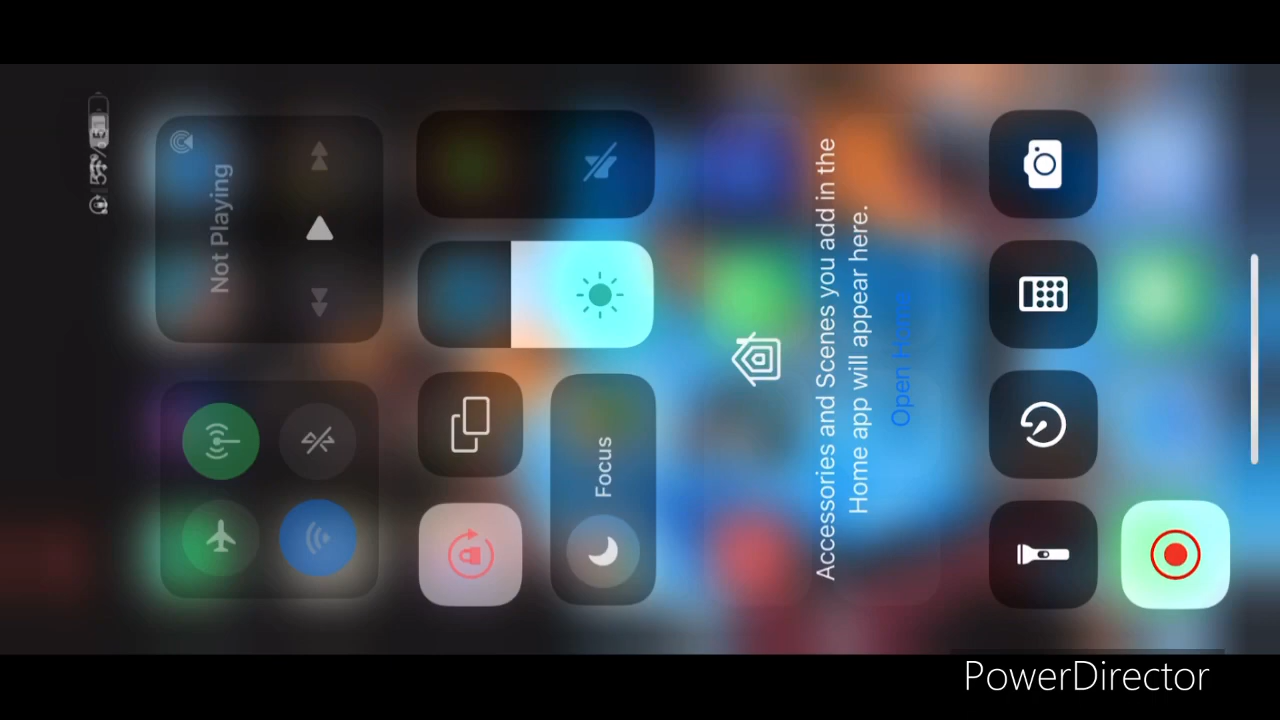 Not Playing
Focus
Accessories and Scenes you add in the
Home app will appear here.
Open Home
PowerDirector